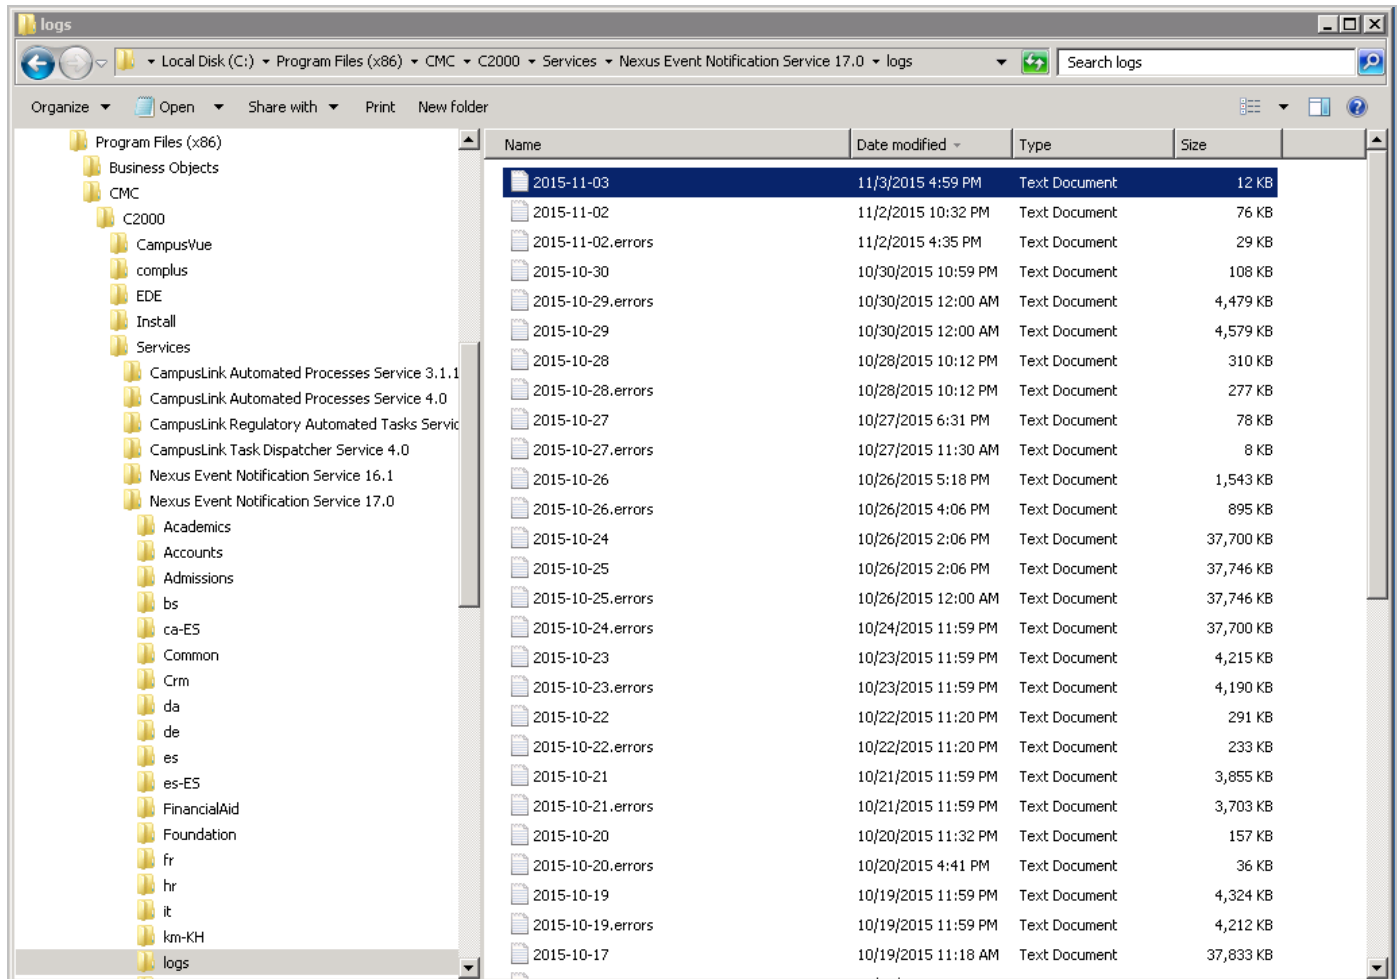 logs
Local Disk (C:) Program Files (x86) CMC C2000 Services Nexus Event Notification Service 17.0 logs
Search logs
Organize Open Share with Print New folder
Program Files (x86)
Business Objects
CMC
C2000
CampusVue
complus
EDE
Install
Services
CampusLink Automated Processes Service 3.1.1
CampusLink Automated Processes Service 4.0
CampusLink Regulatory Automated Tasks Servic
CampusLink Task Dispatcher Service 4.0
Nexus Event Notification Service 16.1
Nexus Event Notification Service 17.0
Academics
Accounts
Admissions
bs
ca-ES
Common
Crm
da
de
es
es-ES
FinancialAid
Foundation
fr
hr
it
km-KH
logs
Name Date modified Type Size
2015-11-03 11/3/2015 4:59 PM Text Document 12 KB
2015-11-02 11/2/2015 10:32 PM Text Document 76 KB
2015-11-02.errors 11/2/2015 4:35 PM Text Document 29 KB
2015-10-30 10/30/2015 10:59 PM Text Document 108 KB
2015-10-29.errors 10/30/2015 12:00 AM Text Document 4,479 KB
2015-10-29 10/30/2015 12:00 AM Text Document 4,579 KB
2015-10-28 10/28/2015 10:12 PM Text Document 310 KB
2015-10-28.errors 10/28/2015 10:12 PM Text Document 277 KB
2015-10-27 10/27/2015 6:31 PM Text Document 78 KB
2015-10-27.errors 10/27/2015 11:30 AM Text Document 8 KB
2015-10-26 10/26/2015 5:18 PM Text Document 1,543 KB
2015-10-26.errors 10/26/2015 4:06 PM Text Document 895 KB
2015-10-24 10/26/2015 2:06 PM Text Document 37,700 KB
2015-10-25 10/26/2015 2:06 PM Text Document 37,746 KB
2015-10-25.errors 10/26/2015 12:00 AM Text Document 37,746 KB
2015-10-24.errors 10/24/2015 11:59 PM Text Document 37,700 KB
2015-10-23 10/23/2015 11:59 PM Text Document 4,215 KB
2015-10-23.errors 10/23/2015 11:59 PM Text Document 4,190 KB
2015-10-22 10/22/2015 11:20 PM Text Document 291 KB
2015-10-22.errors 10/22/2015 11:20 PM Text Document 233 KB
2015-10-21 10/21/2015 11:59 PM Text Document 3,855 KB
2015-10-21.errors 10/21/2015 11:59 PM Text Document 3,703 KB
2015-10-20 10/20/2015 11:32 PM Text Document 157 KB
2015-10-20.errors 10/20/2015 4:41 PM Text Document 36 KB
2015-10-19 10/19/2015 11:59 PM Text Document 4,324 KB
2015-10-19.errors 10/19/2015 11:59 PM Text Document 4,212 KB
2015-10-17 10/19/2015 11:18 AM Text Document 37,833 KB